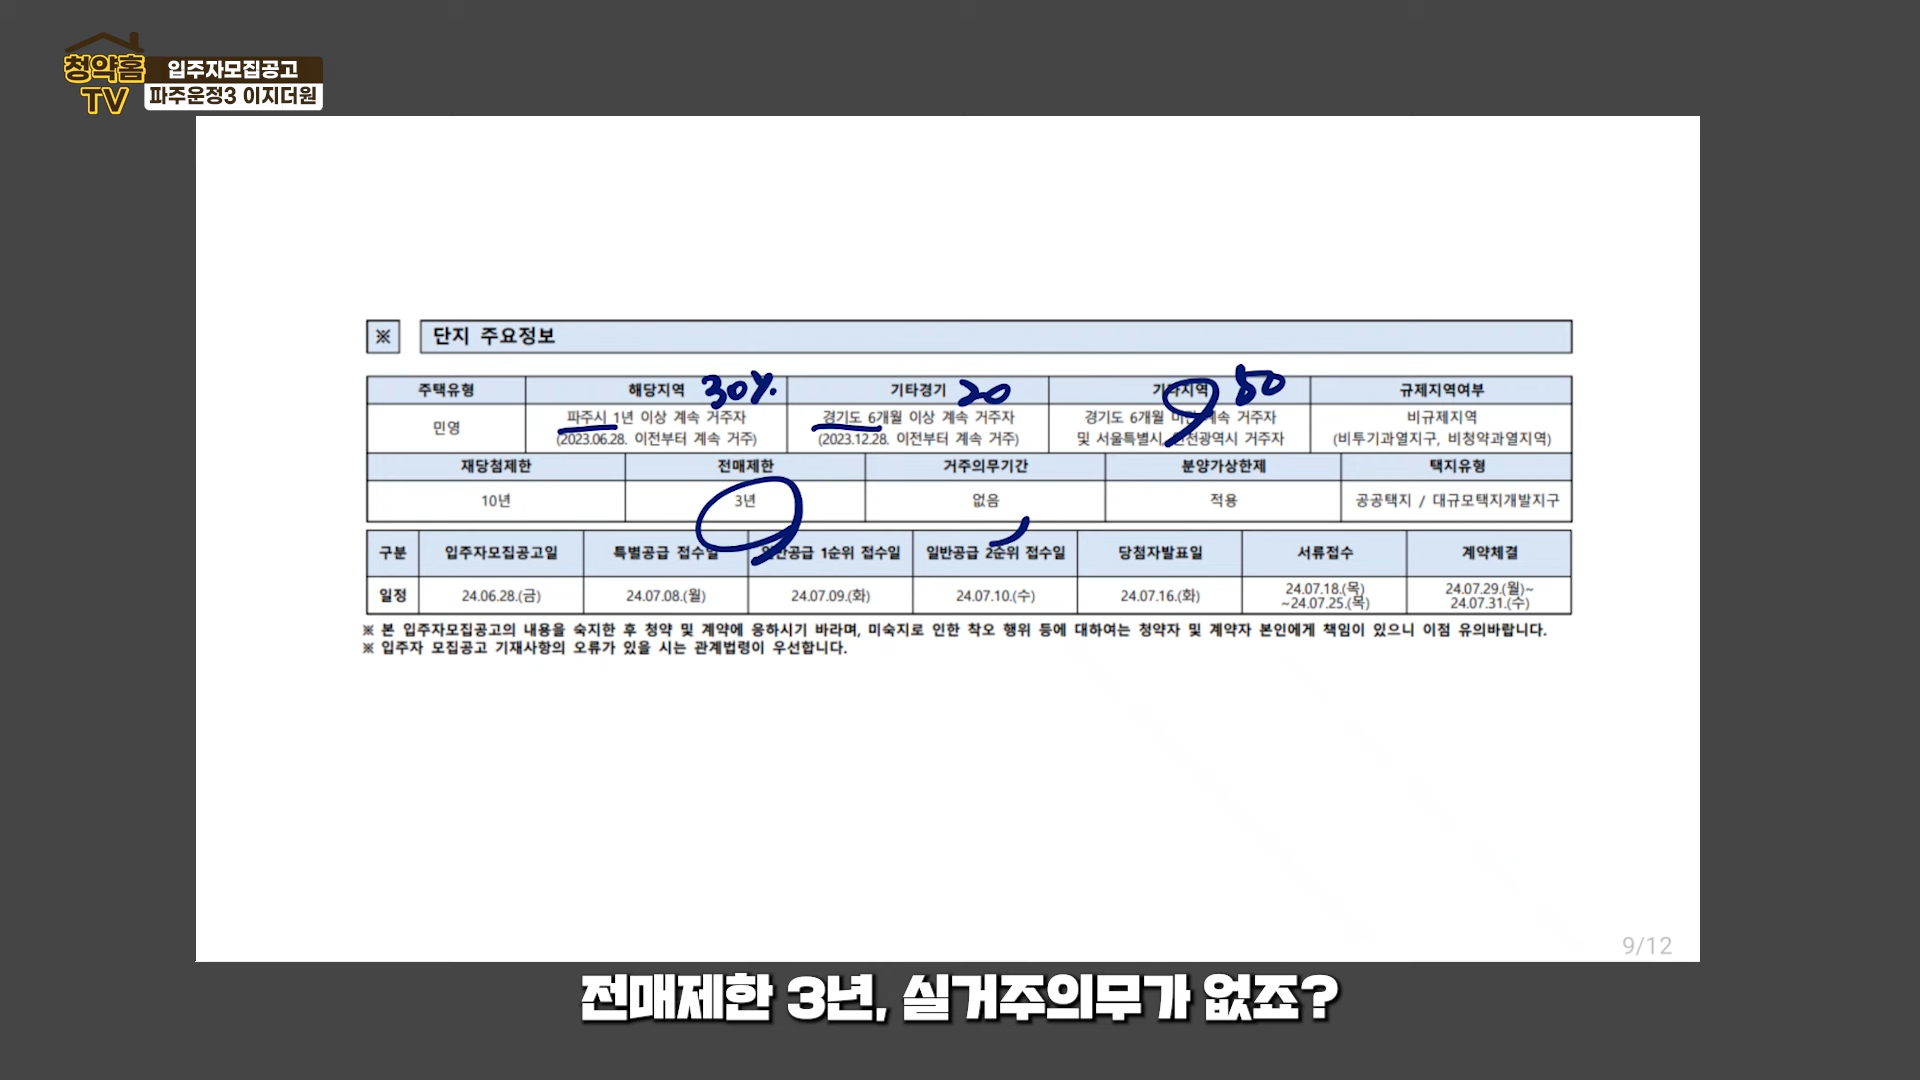 청약홈
TV
입주자모집공고
파주운정3 이지더원
※ 단지 주요정보
주택유형 해당지역 30% 기타경기 20 기타지역 50 규제지역여부
민영
파주시 1년 이상 계속 거주자
(2023.06.28. 이전부터 계속 거주)
경기도 6개월 이상 계속 거주자
(2023.12.28. 이전부터 계속 거주)
경기도 6개월 미만 계속 거주자
및 서울특별시, 인천광역시 거주자
비규제지역
(비투기과열지구, 비청약과열지역)
재당첨제한 전매제한 거주의무기간 분양가상한제 택지유형
10년 3년 없음 적용 공공택지 / 대규모택지개발지구
구분 입주자모집공고일 특별공급 접수일 일반공급 1순위 접수일 일반공급 2순위 접수일 당첨자발표일 서류접수 계약체결
일정 24.06.28.(금) 24.07.08.(월) 24.07.09.(화) 24.07.10.(수) 24.07.16.(화)
24.07.18.(목)
~24.07.25.(목)
24.07.29.(월)~
24.07.31.(수)
※ 본 입주자모집공고의 내용을 숙지한 후 청약 및 계약에 응하시기 바라며, 미숙지로 인한 착오 행위 등에 대하여는 청약자 및 계약자 본인에게 책임이 있으니 이점 유의바랍니다.
※ 입주자 모집공고 기재사항의 오류가 있을 시는 관계법령이 우선합니다.
9/12
전매제한 3년, 실거주의무가 없죠?